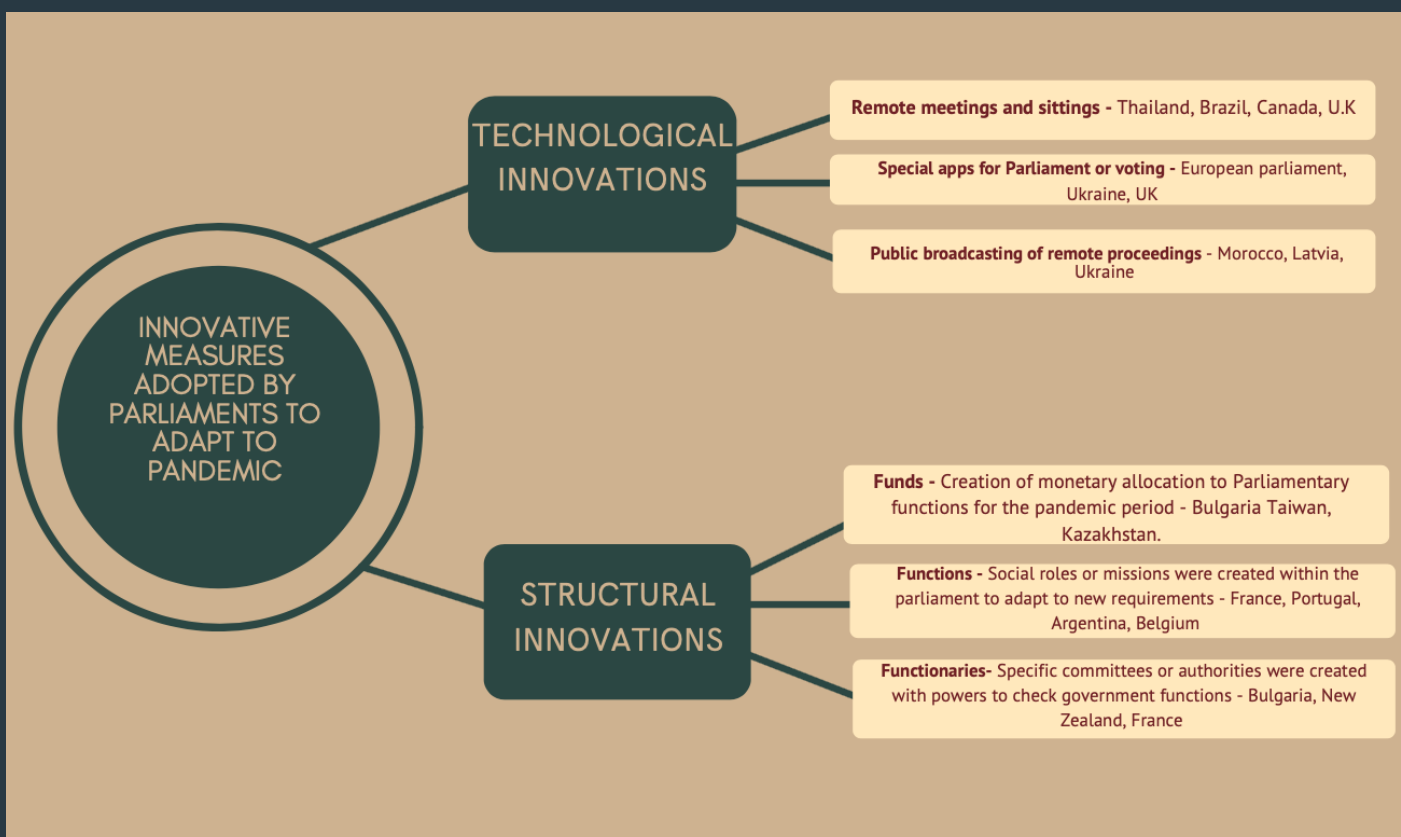 INNOVATIVE
MEASURES
ADOPTED BY
PARLIAMENTS TO
ADAPT TO
PANDEMIC
TECHNOLOGICAL
INNOVATIONS
Remote meetings and sittings - Thailand, Brazil, Canada, U.K
Special apps for Parliament or voting - European parliament,
Ukraine, UK
Public broadcasting of remote proceedings - Morocco, Latvia,
Ukraine
STRUCTURAL
INNOVATIONS
Funds - Creation of monetary allocation to Parliamentary
functions for the pandemic period - Bulgaria Taiwan,
Kazakhstan.
Functions - Social roles or missions were created within the
parliament to adapt to new requirements - France, Portugal,
Argentina, Belgium
Functionaries- Specific committees or authorities were created
with powers to check government functions - Bulgaria, New
Zealand, France